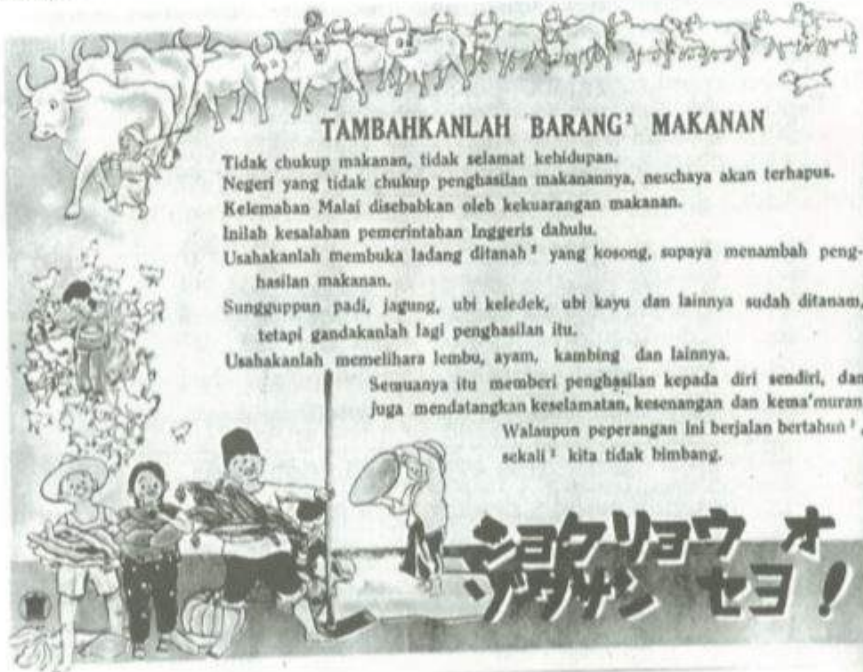 TAMBAHKANLAH BARANG² MAKANAN
Tidak chukup makanan, tidak selamat kehidupan.
Negeri yang tidak chukup penghasilan makanannya, neschaya akan terhapus.
Kelemahan Malai disebabkan oleh kekuarangan makanan.
Inilah kesalahan pemerintahan Inggeris dahulu.
Usahakanlah membuka ladang ditanah² yang kosong, supaya menambah peng-
hasilan makanan.
Sungguppun padi, jagung, ubi keledek, ubi kayu dan lainnya sudah ditanam,
tetapi gandakanlah lagi penghasilan itu.
Usahakanlah memelihara lembu, ayam, kambing dan lainnya.
Semuanya itu memberi penghasilan kepada diri sendiri, dan
juga mendatangkan keselamatan, kesenangan dan kema'muran
Walaupun peperangan ini berjalan bertahun²,
sekali² kita tidak bimbang.
ショクリョウ オ
ゾウサン セヨ!